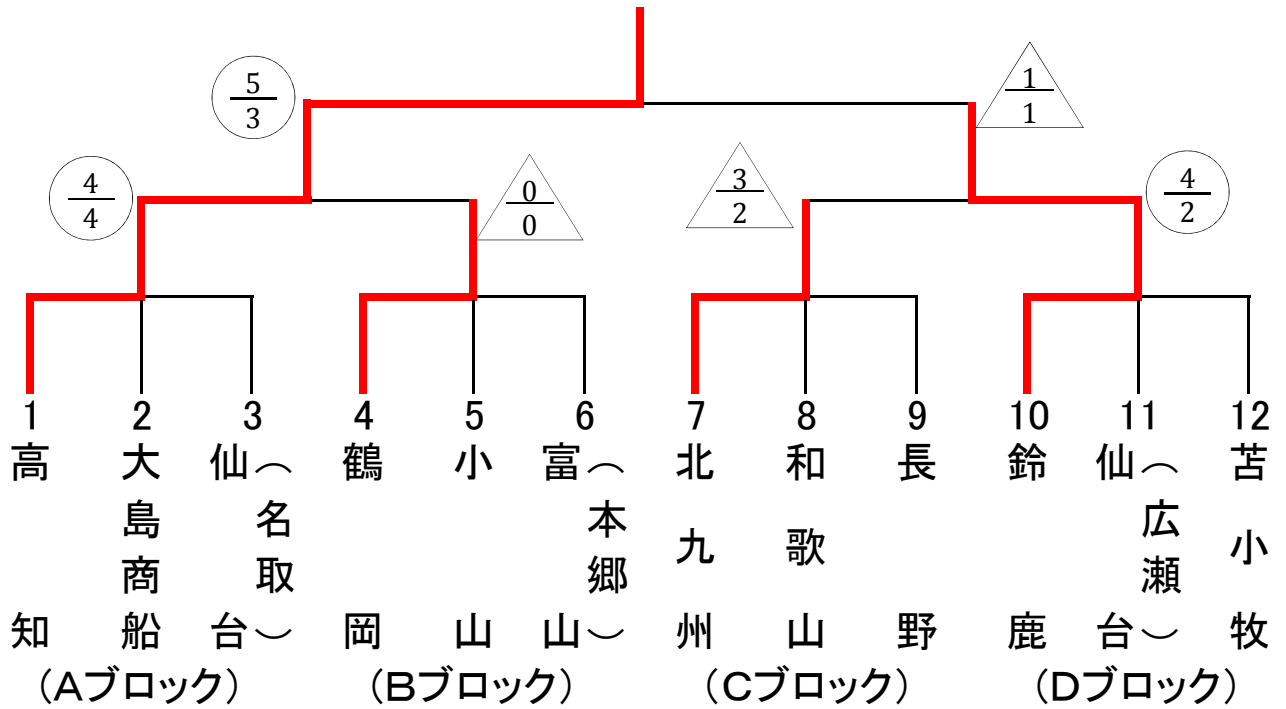 5
3
1
1
4
4
0
0
3
2
4
2
1 2 3 4 5 6 7 8 9 10 11 12
高知
大島商船
仙台(名取)
鶴岡
小山
富山(本郷)
北九州
和歌山
長野
鈴鹿
仙台(広瀬)
苫小牧
(Aブロック) (Bブロック) (Cブロック) (Dブロック)